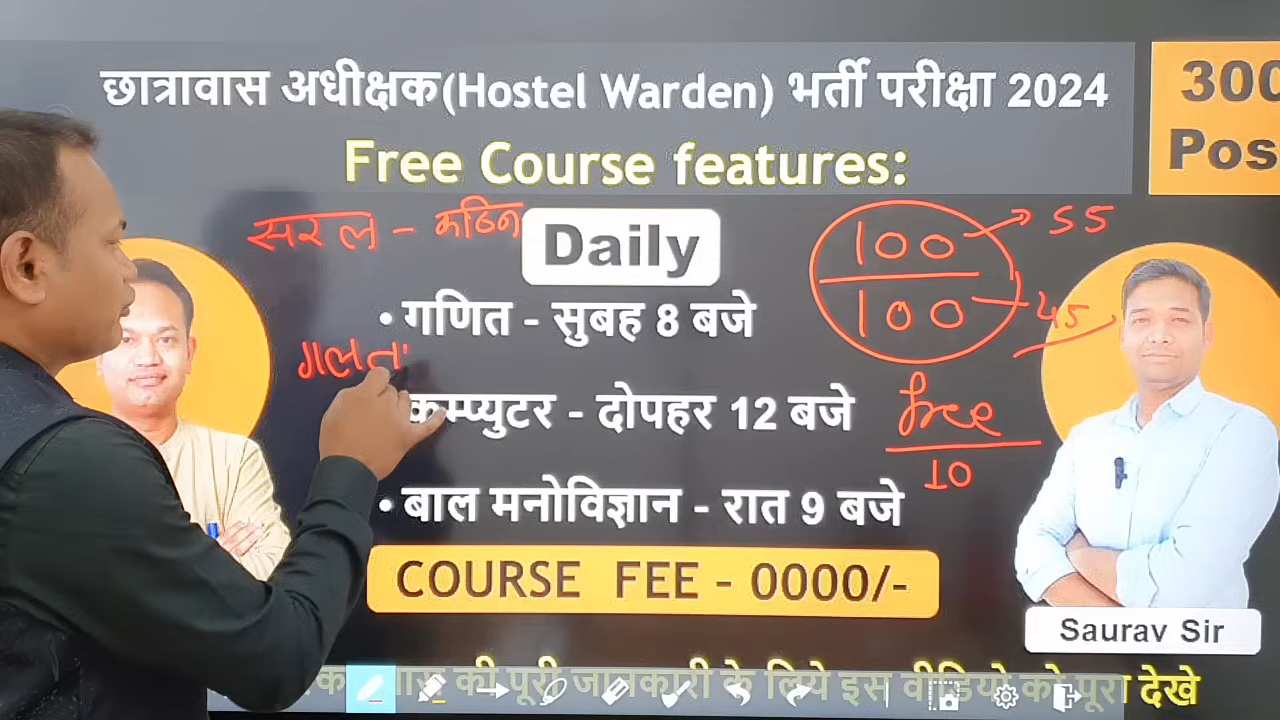 छात्रावास अधीक्षक(Hostel Warden) भर्ती परीक्षा 2024
300
Pos
Free Course features:
सरल - कठिन
Daily
100
100
55
45
• गणित - सुबह 8 बजे
गलत
कम्प्युटर - दोपहर 12 बजे
free
10
• बाल मनोविज्ञान - रात 9 बजे
COURSE FEE - 0000/-
Saurav Sir
की पूरी जानकारी के लिये इस वीडियो को पूरा देखे